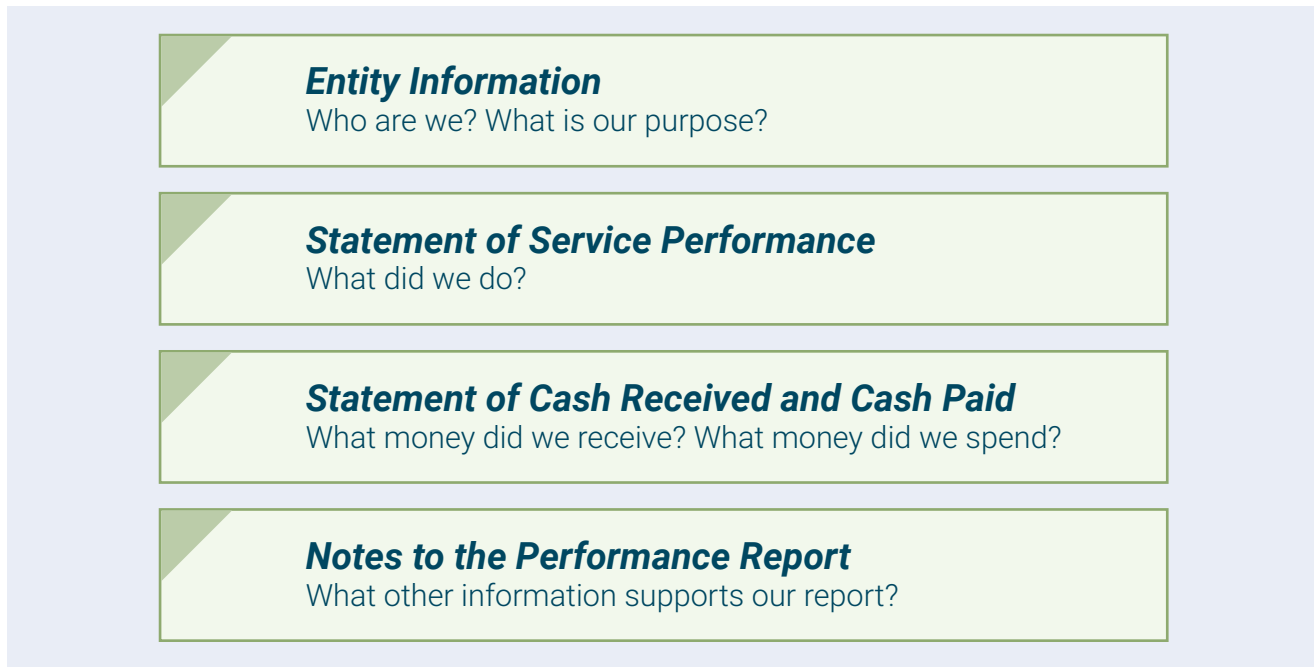 Entity Information
Who are we? What is our purpose?
Statement of Service Performance
What did we do?
Statement of Cash Received and Cash Paid
What money did we receive? What money did we spend?
Notes to the Performance Report
What other information supports our report?